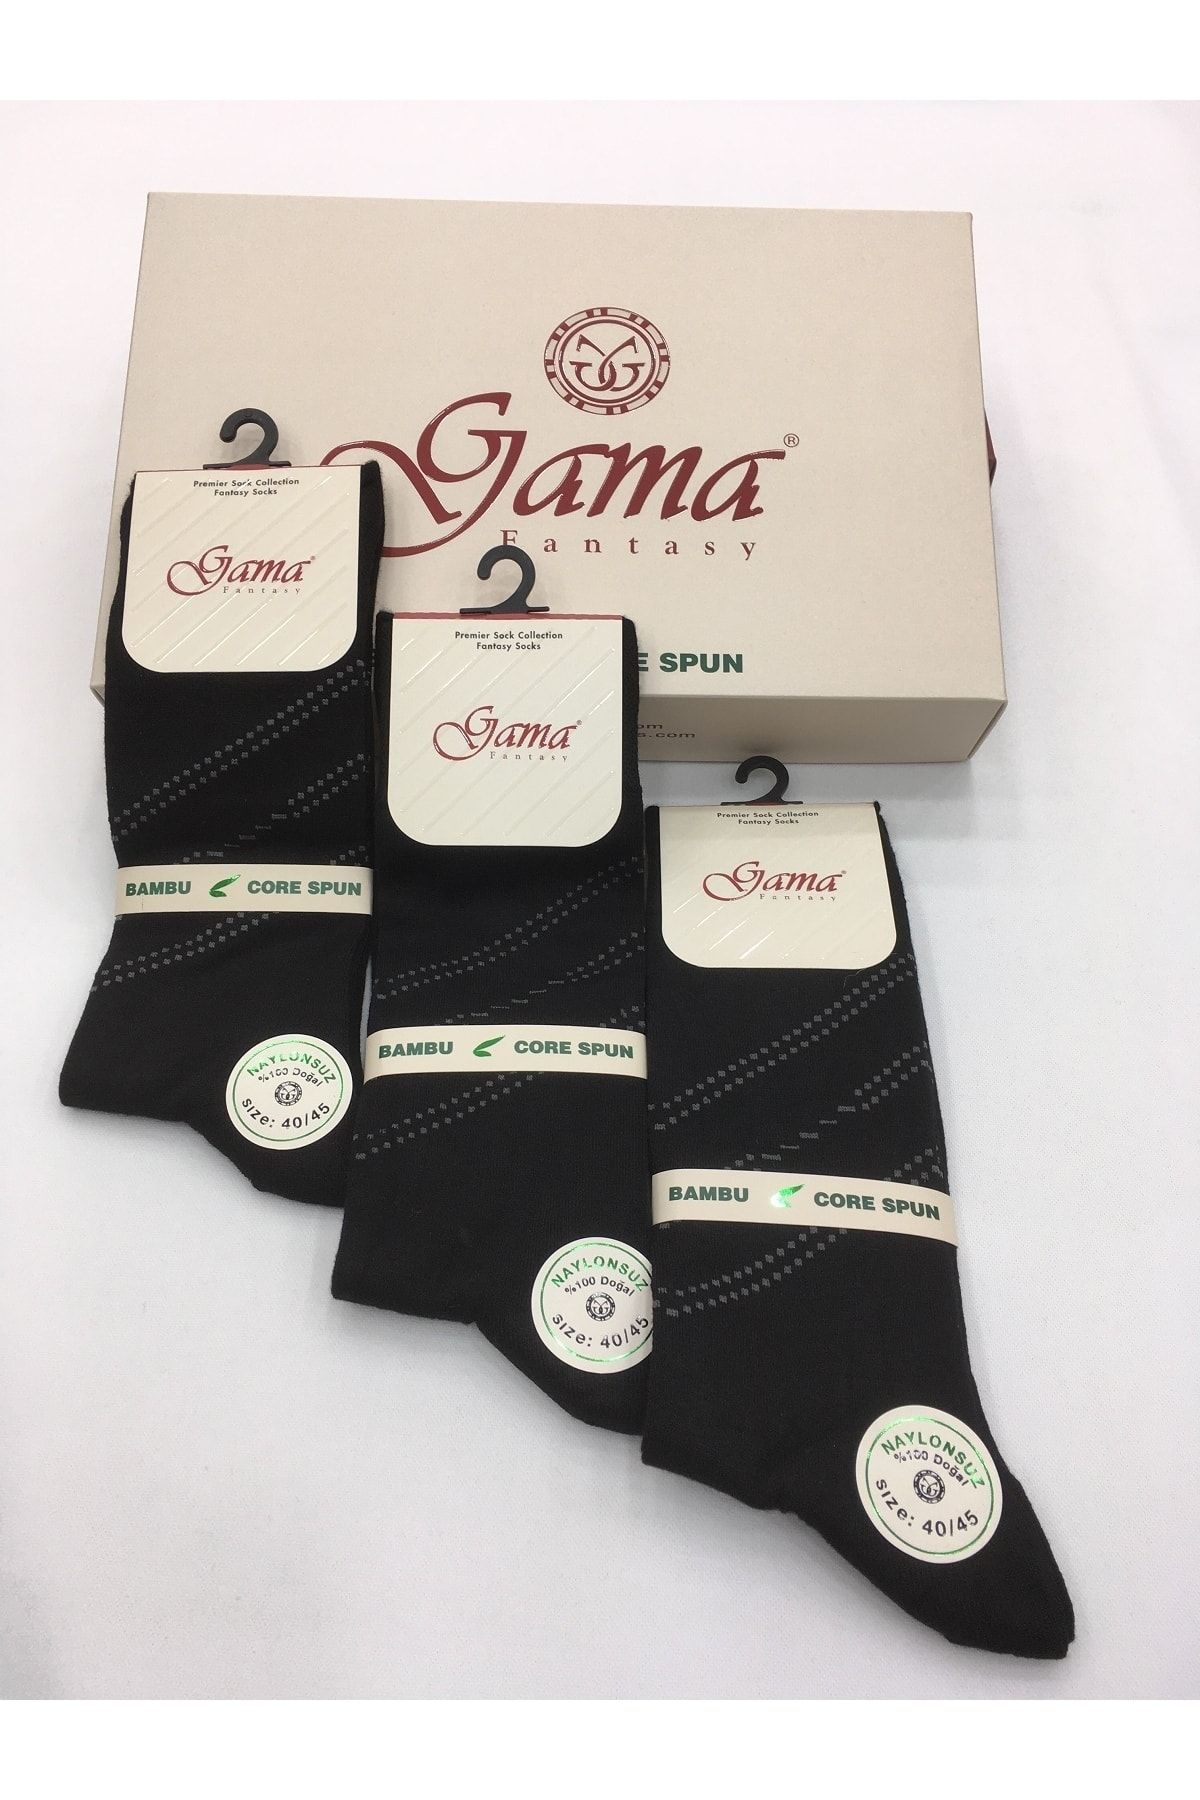 Gama®
Fantasy
E SPUN
om
s.com
Premier Sock Collection
Fantasy Socks
Gama®
Fantasy
BAMBU CORE SPUN
NAYLONSUZ
%100 Doğal
size: 40/45
Premier Sock Collection
Fantasy Socks
Gama®
Fantasy
BAMBU CORE SPUN
NAYLONSUZ
%100 Doğal
size: 40/45
Premier Sock Collection
Fantasy Socks
Gama®
Fantasy
BAMBU CORE SPUN
NAYLONSUZ
%100 Doğal
size: 40/45